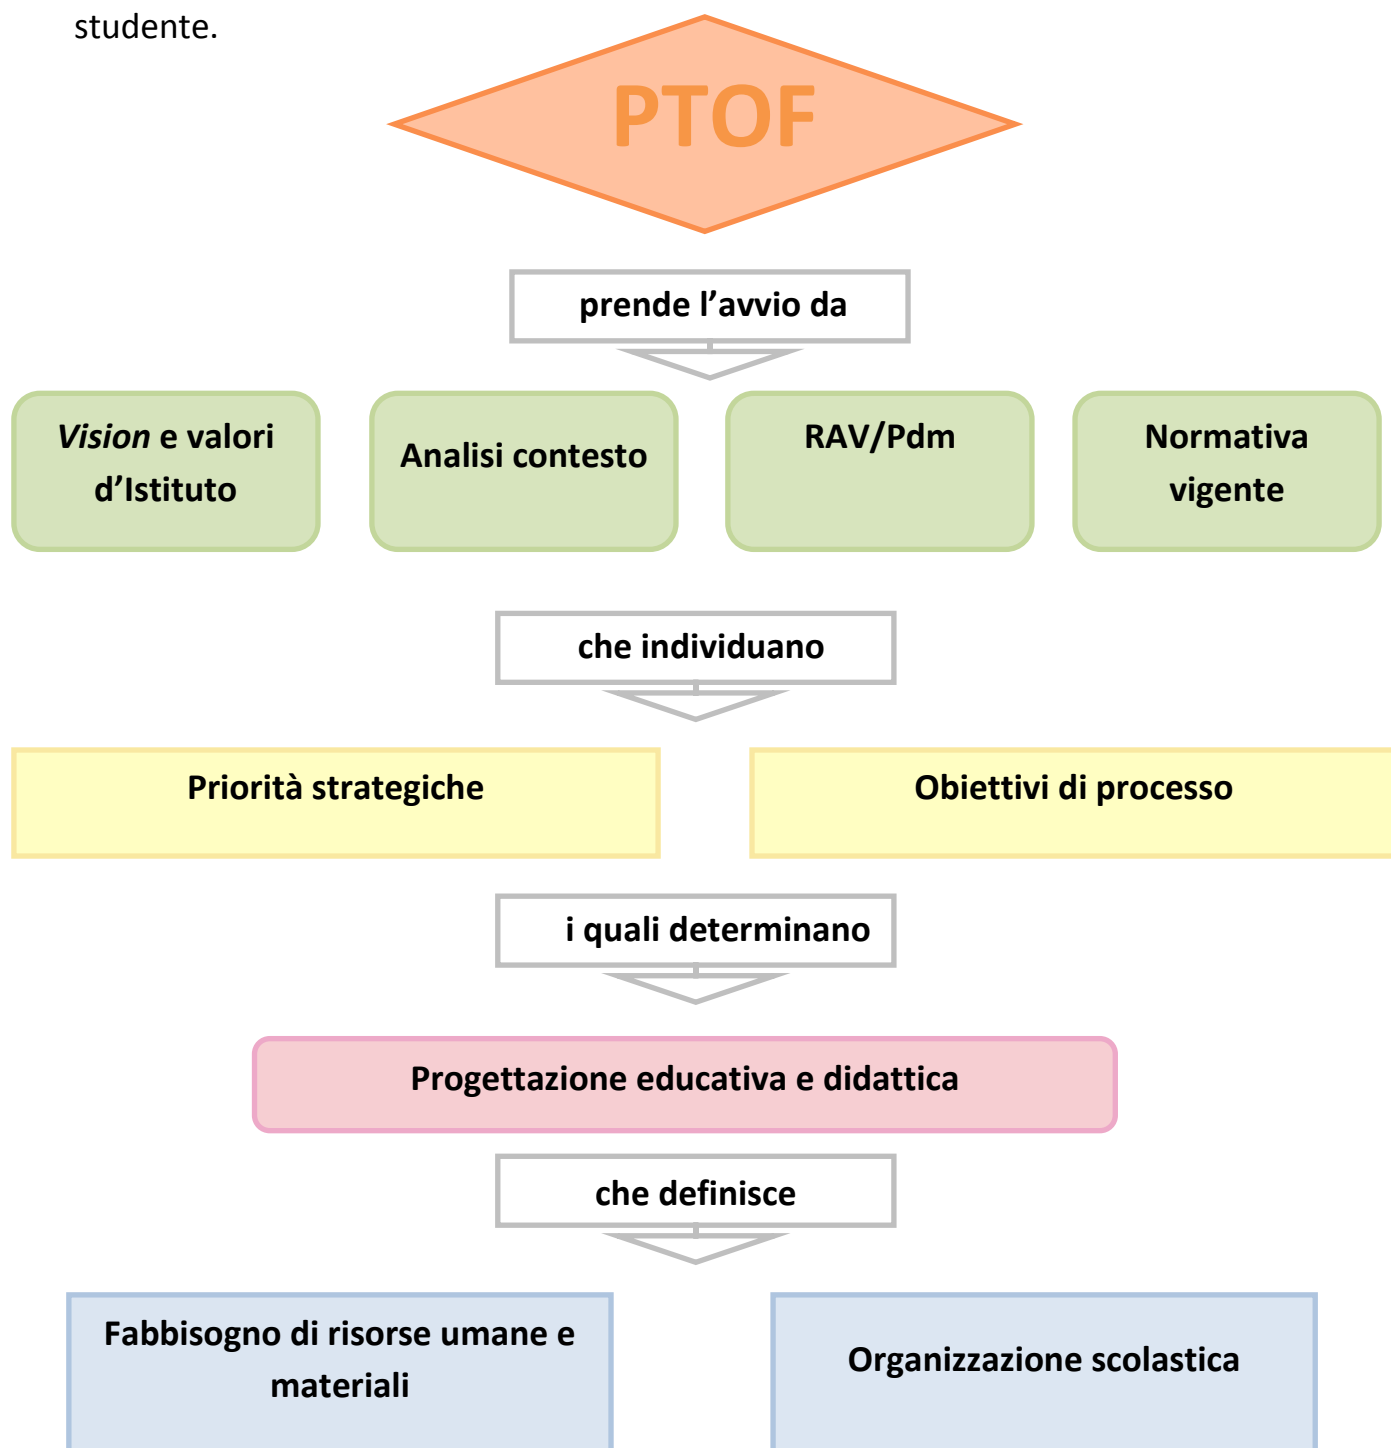 studente.
PTOF
prende l’avvio da
Vision e valori
d’Istituto
Analisi contesto
RAV/Pdm
Normativa
vigente
che individuano
Priorità strategiche
Obiettivi di processo
i quali determinano
Progettazione educativa e didattica
che definisce
Fabbisogno di risorse umane e
materiali
Organizzazione scolastica